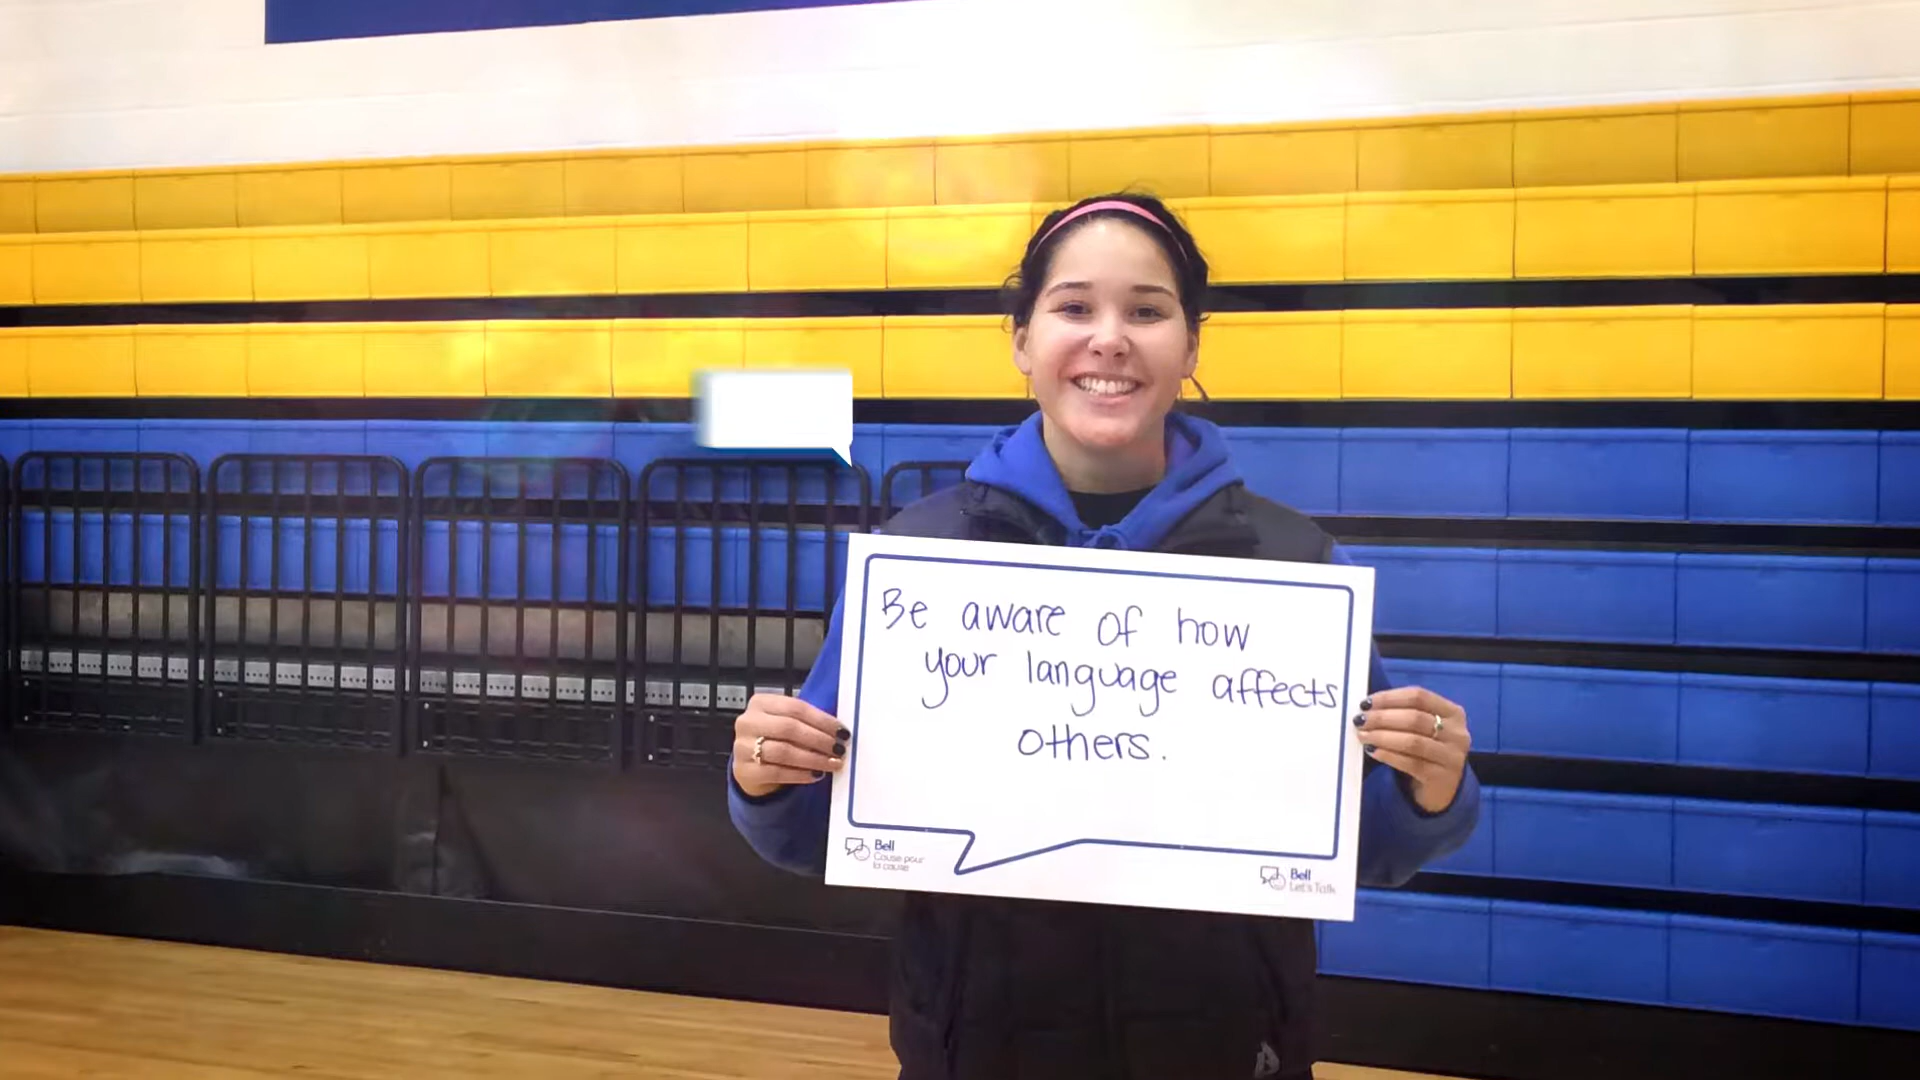 Be aware of how
your language affects
others.
Bell
Cause pour
la cause
Bell
Let's Talk